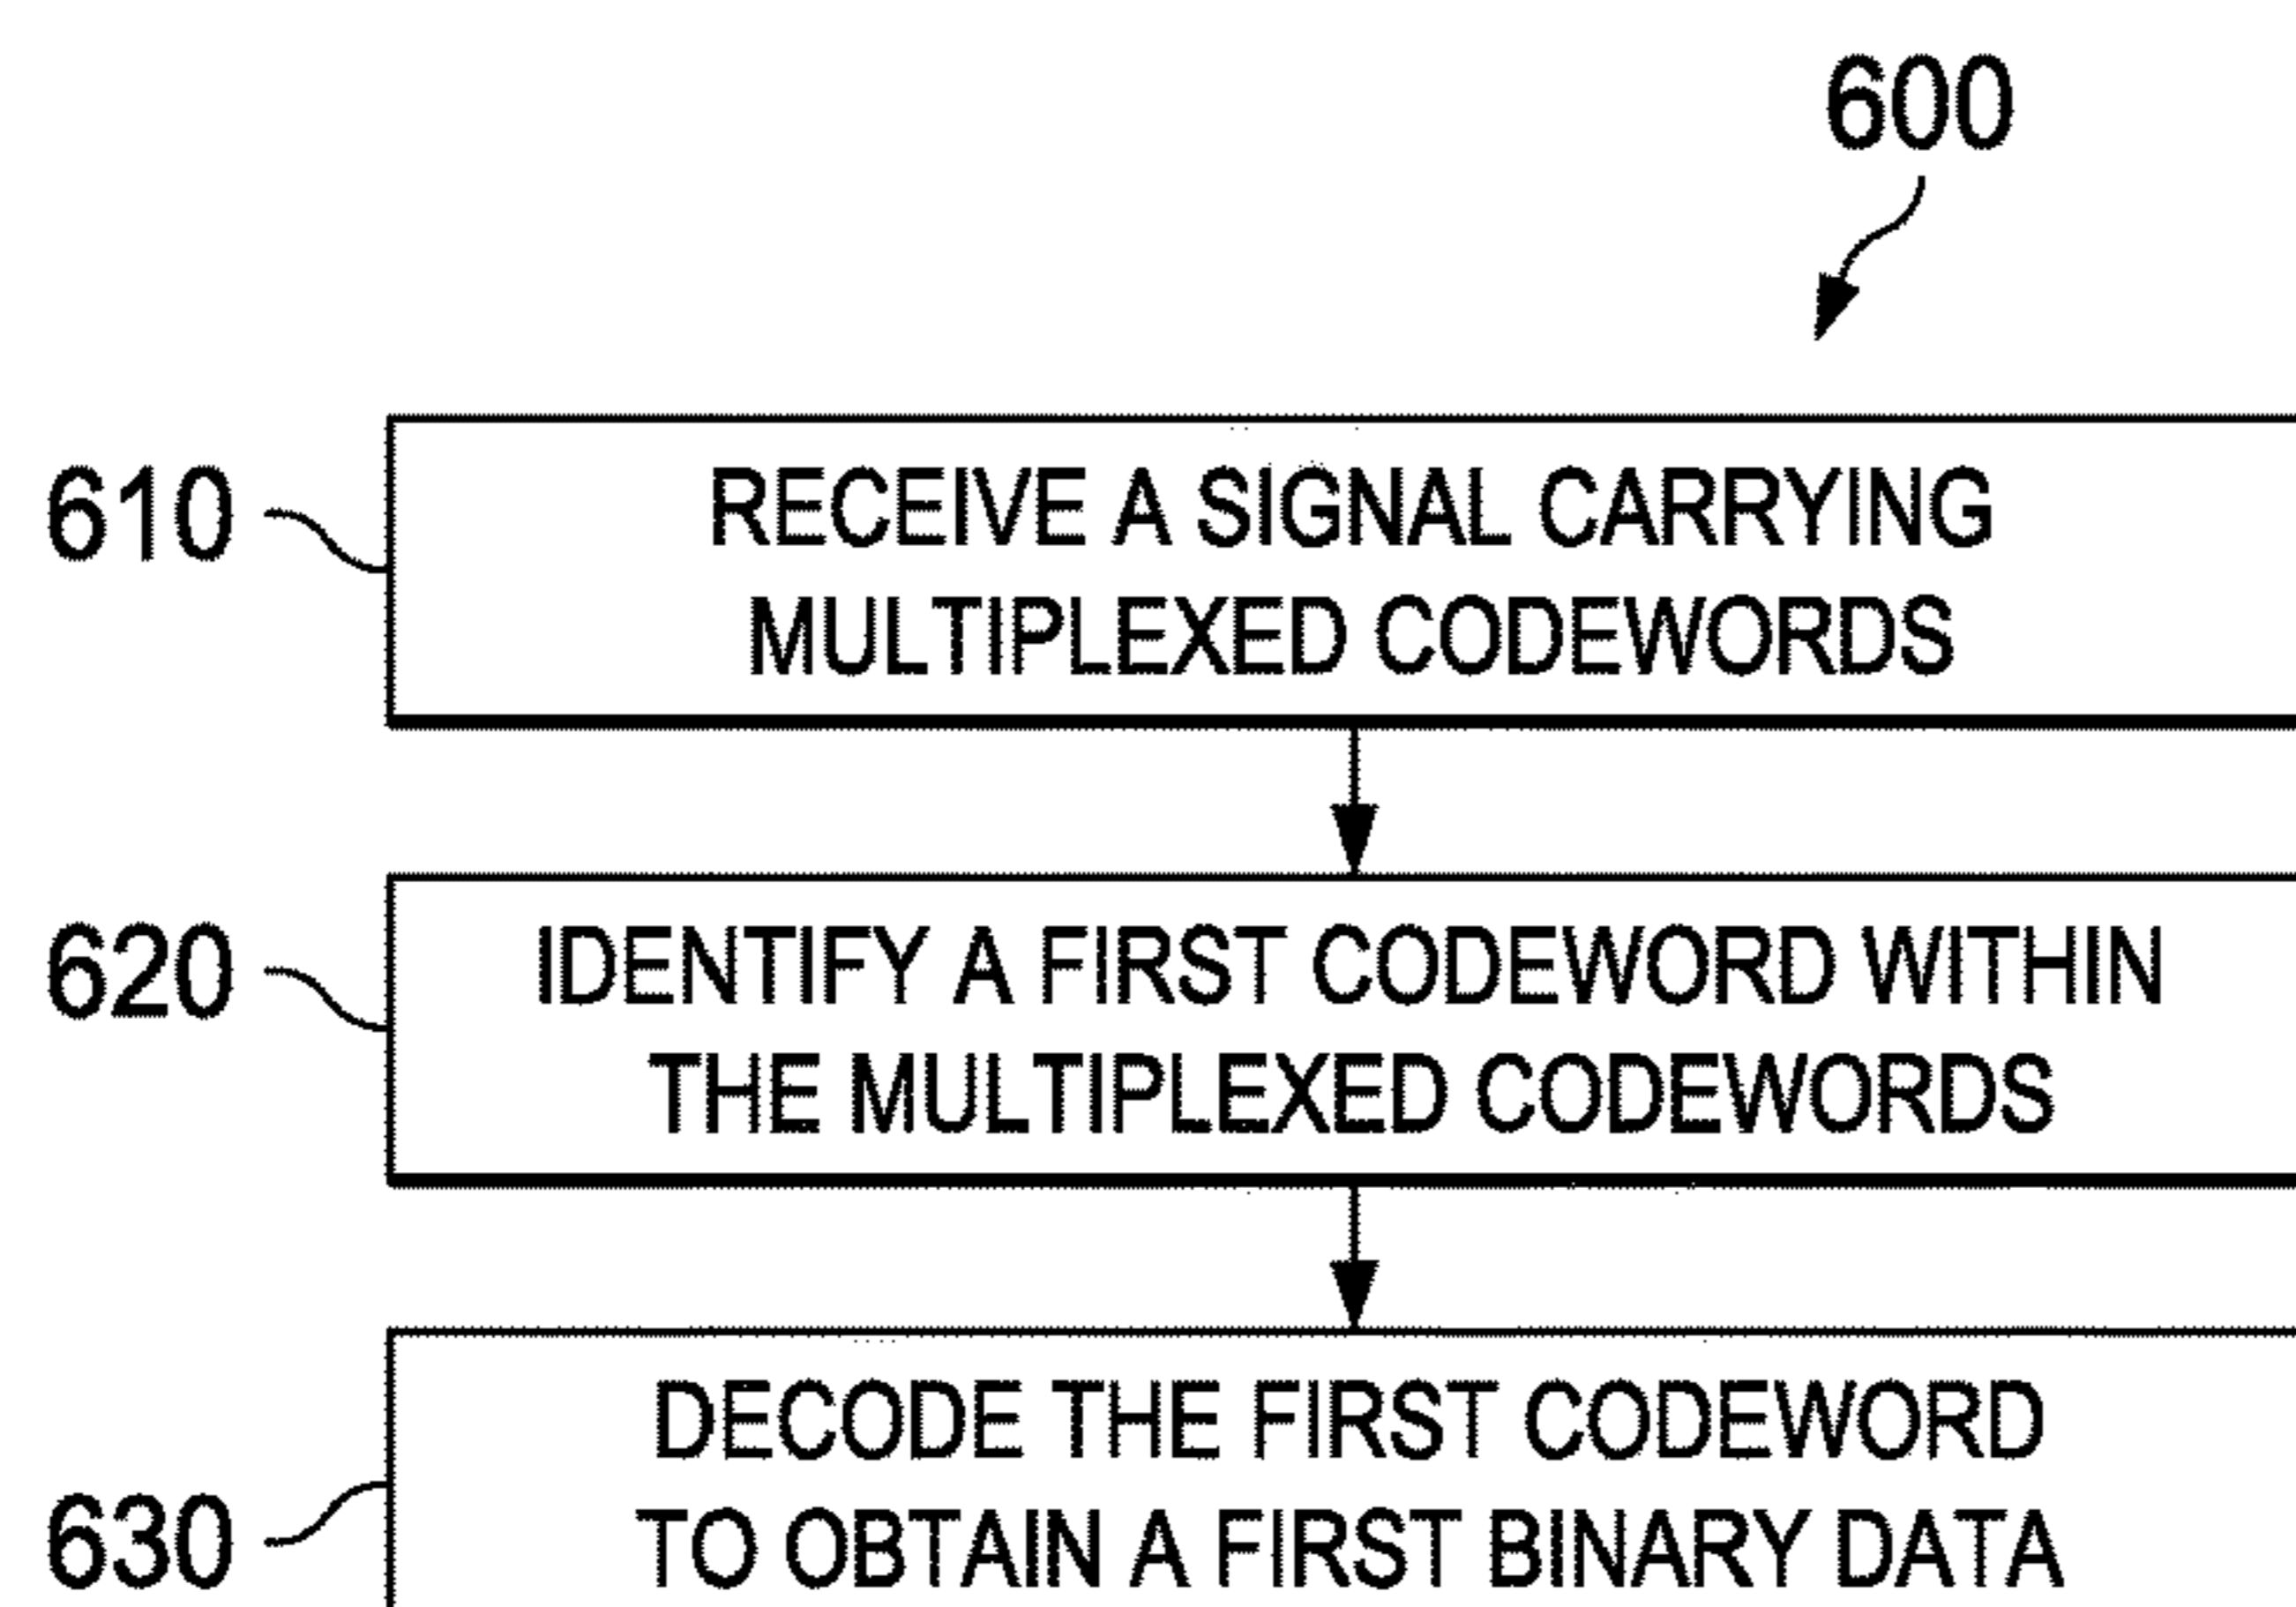 600
610
RECEIVE A SIGNAL CARRYING
MULTIPLEXED CODEWORDS
620
IDENTIFY A FIRST CODEWORD WITHIN
THE MULTIPLEXED CODEWORDS
630
DECODE THE FIRST CODEWORD
TO OBTAIN A FIRST BINARY DATA